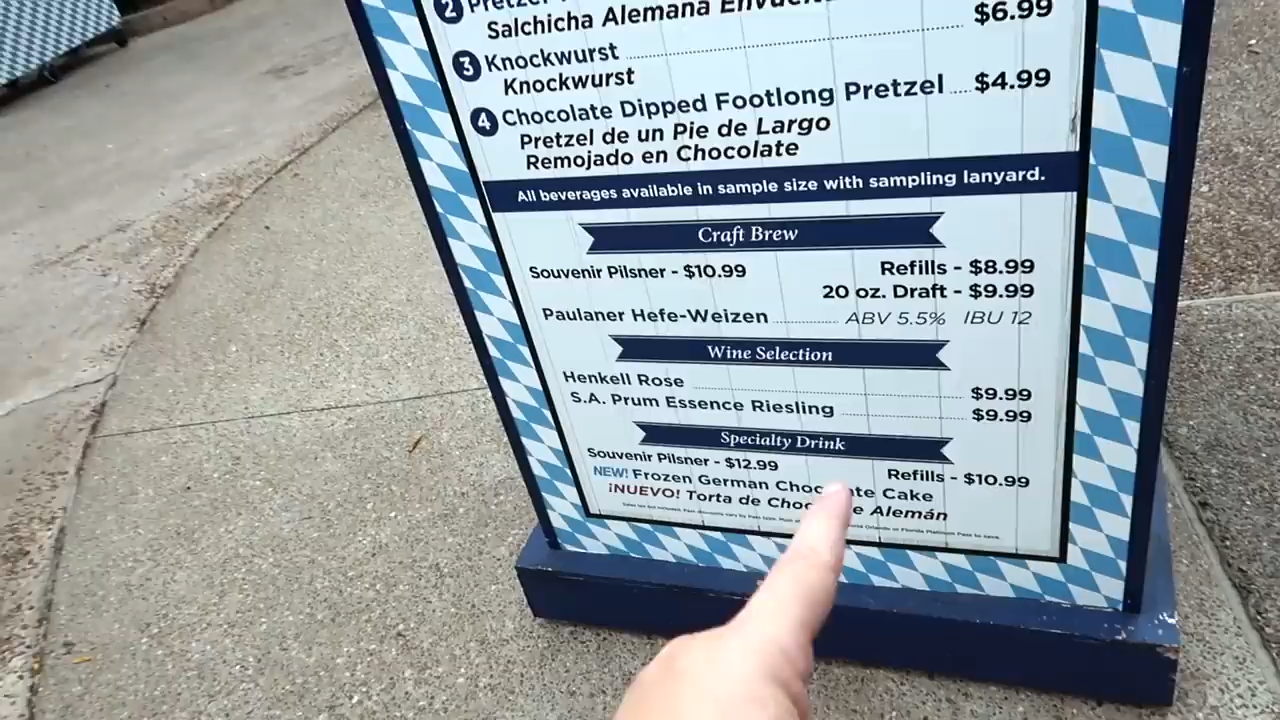 2 Pretzel
Salchicha Alemana
$6.99
3 Knockwurst
Knockwurst
4 Chocolate Dipped Footlong Pretzel $4.99
Pretzel de un Pie de Largo
Remojado en Chocolate
All beverages available in sample size with sampling lanyard.
Craft Brew
Souvenir Pilsner - $10.99 Refills - $8.99
20 oz. Draft - $9.99
Paulaner Hefe-Weizen ABV 5.5% IBU 12
Wine Selection
Henkell Rose $9.99
S.A. Prum Essence Riesling $9.99
Specialty Drink
Souvenir Pilsner - $12.99 Refills - $10.99
NEW! Frozen German Cake
¡NUEVO! Torta de Alemán